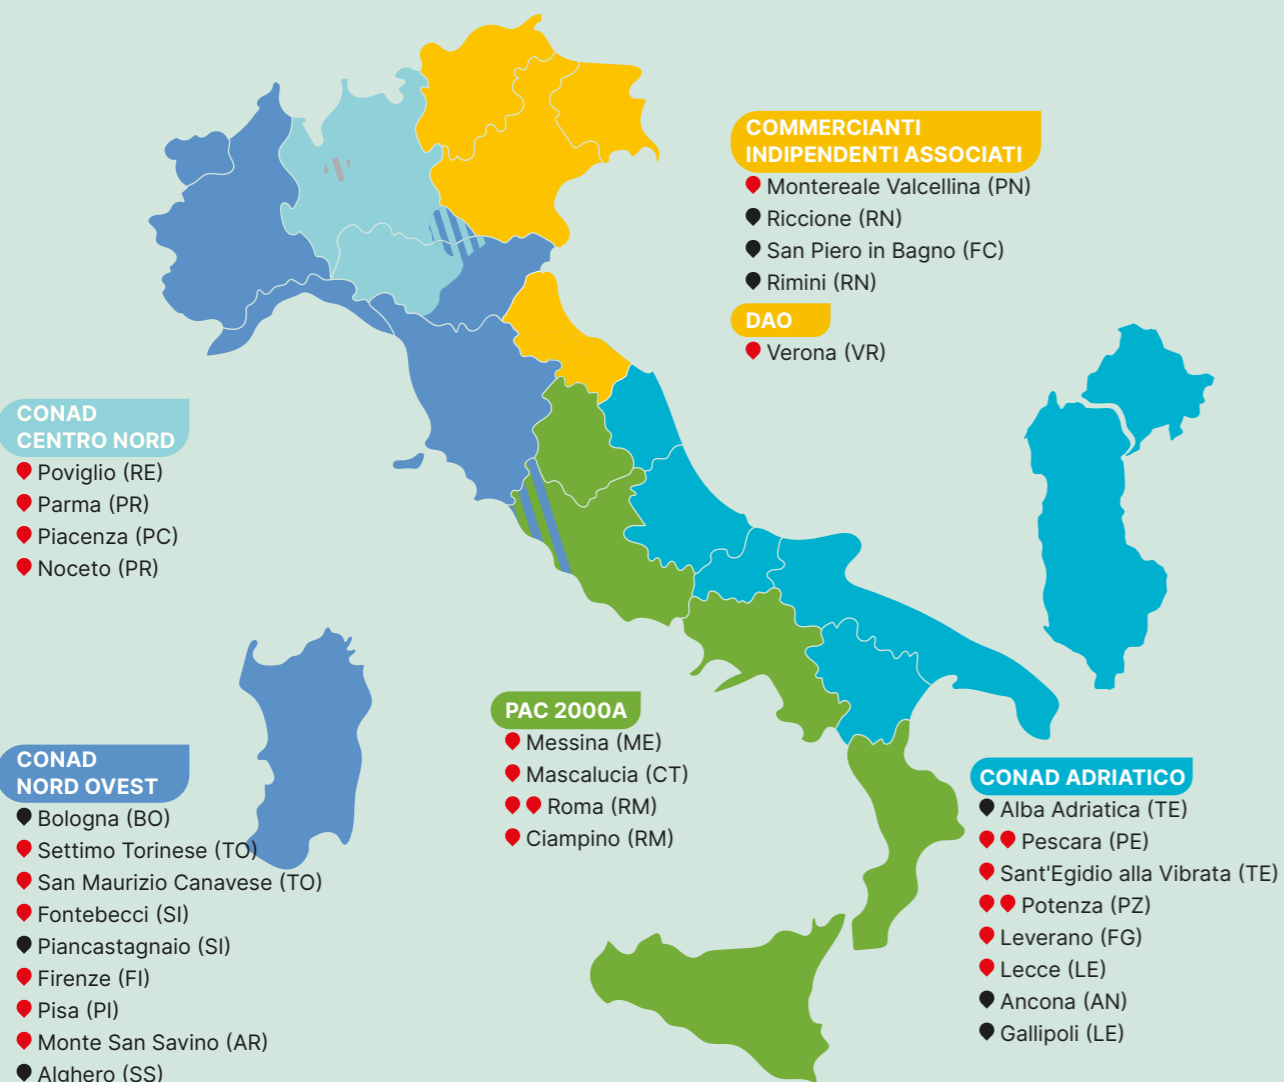 COMMERCIANTI
INDIPENDENTI ASSOCIATI
Montereale Valcellina (PN)
Riccione (RN)
San Piero in Bagno (FC)
Rimini (RN)
DAO
Verona (VR)
CONAD
CENTRO NORD
Poviglio (RE)
Parma (PR)
Piacenza (PC)
Noceto (PR)
CONAD
NORD OVEST
Bologna (BO)
Settimo Torinese (TO)
San Maurizio Canavese (TO)
Fontebecci (SI)
Piancastagnaio (SI)
Firenze (FI)
Pisa (PI)
Monte San Savino (AR)
Alghero (SS)
PAC 2000A
Messina (ME)
Mascalucia (CT)
Roma (RM)
Ciampino (RM)
CONAD ADRIATICO
Alba Adriatica (TE)
Pescara (PE)
Sant'Egidio alla Vibrata (TE)
Potenza (PZ)
Leverano (FG)
Lecce (LE)
Ancona (AN)
Gallipoli (LE)